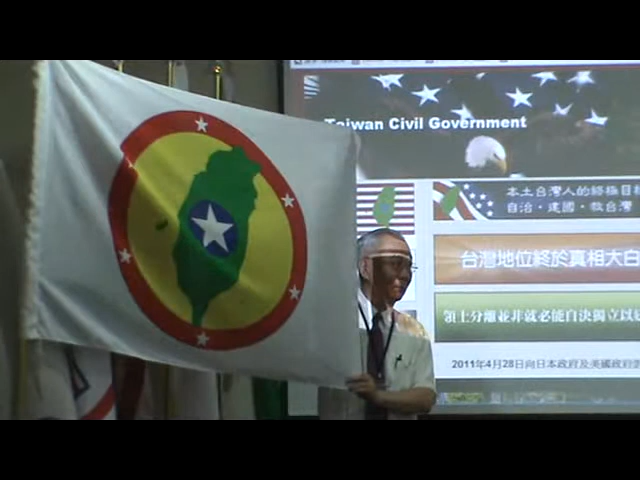 Taiwan Civil Government
本土台灣人的終極目
自治・建國・救台灣
台灣地位終於真相大白
領土分離並非就必能自決獨立以
2011年4月28日向日本政府及美國政府